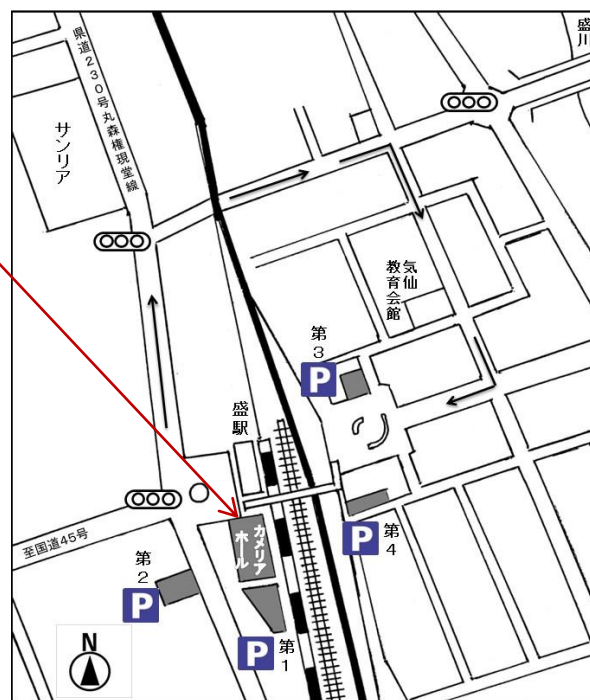 盛川
県道230号丸森権現堂線
サンリア
気仙
教育会館
第3
P
盛駅
至国道45号
カメリア
ホール
第2
P
P
第4
P
第1
N